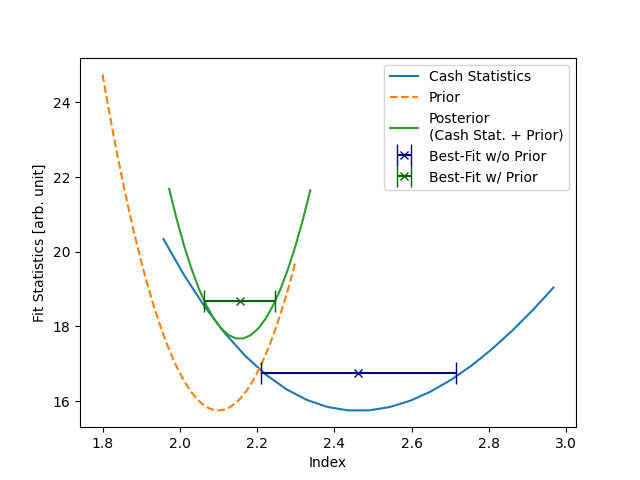 Cash Statistics
Prior
Posterior
(Cash Stat. + Prior)
Best-Fit w/o Prior
Best-Fit w/ Prior
Fit Statistics [arb. unit]
24
22
20
18
16
1.8 2.0 2.2 2.4 2.6 2.8 3.0
Index